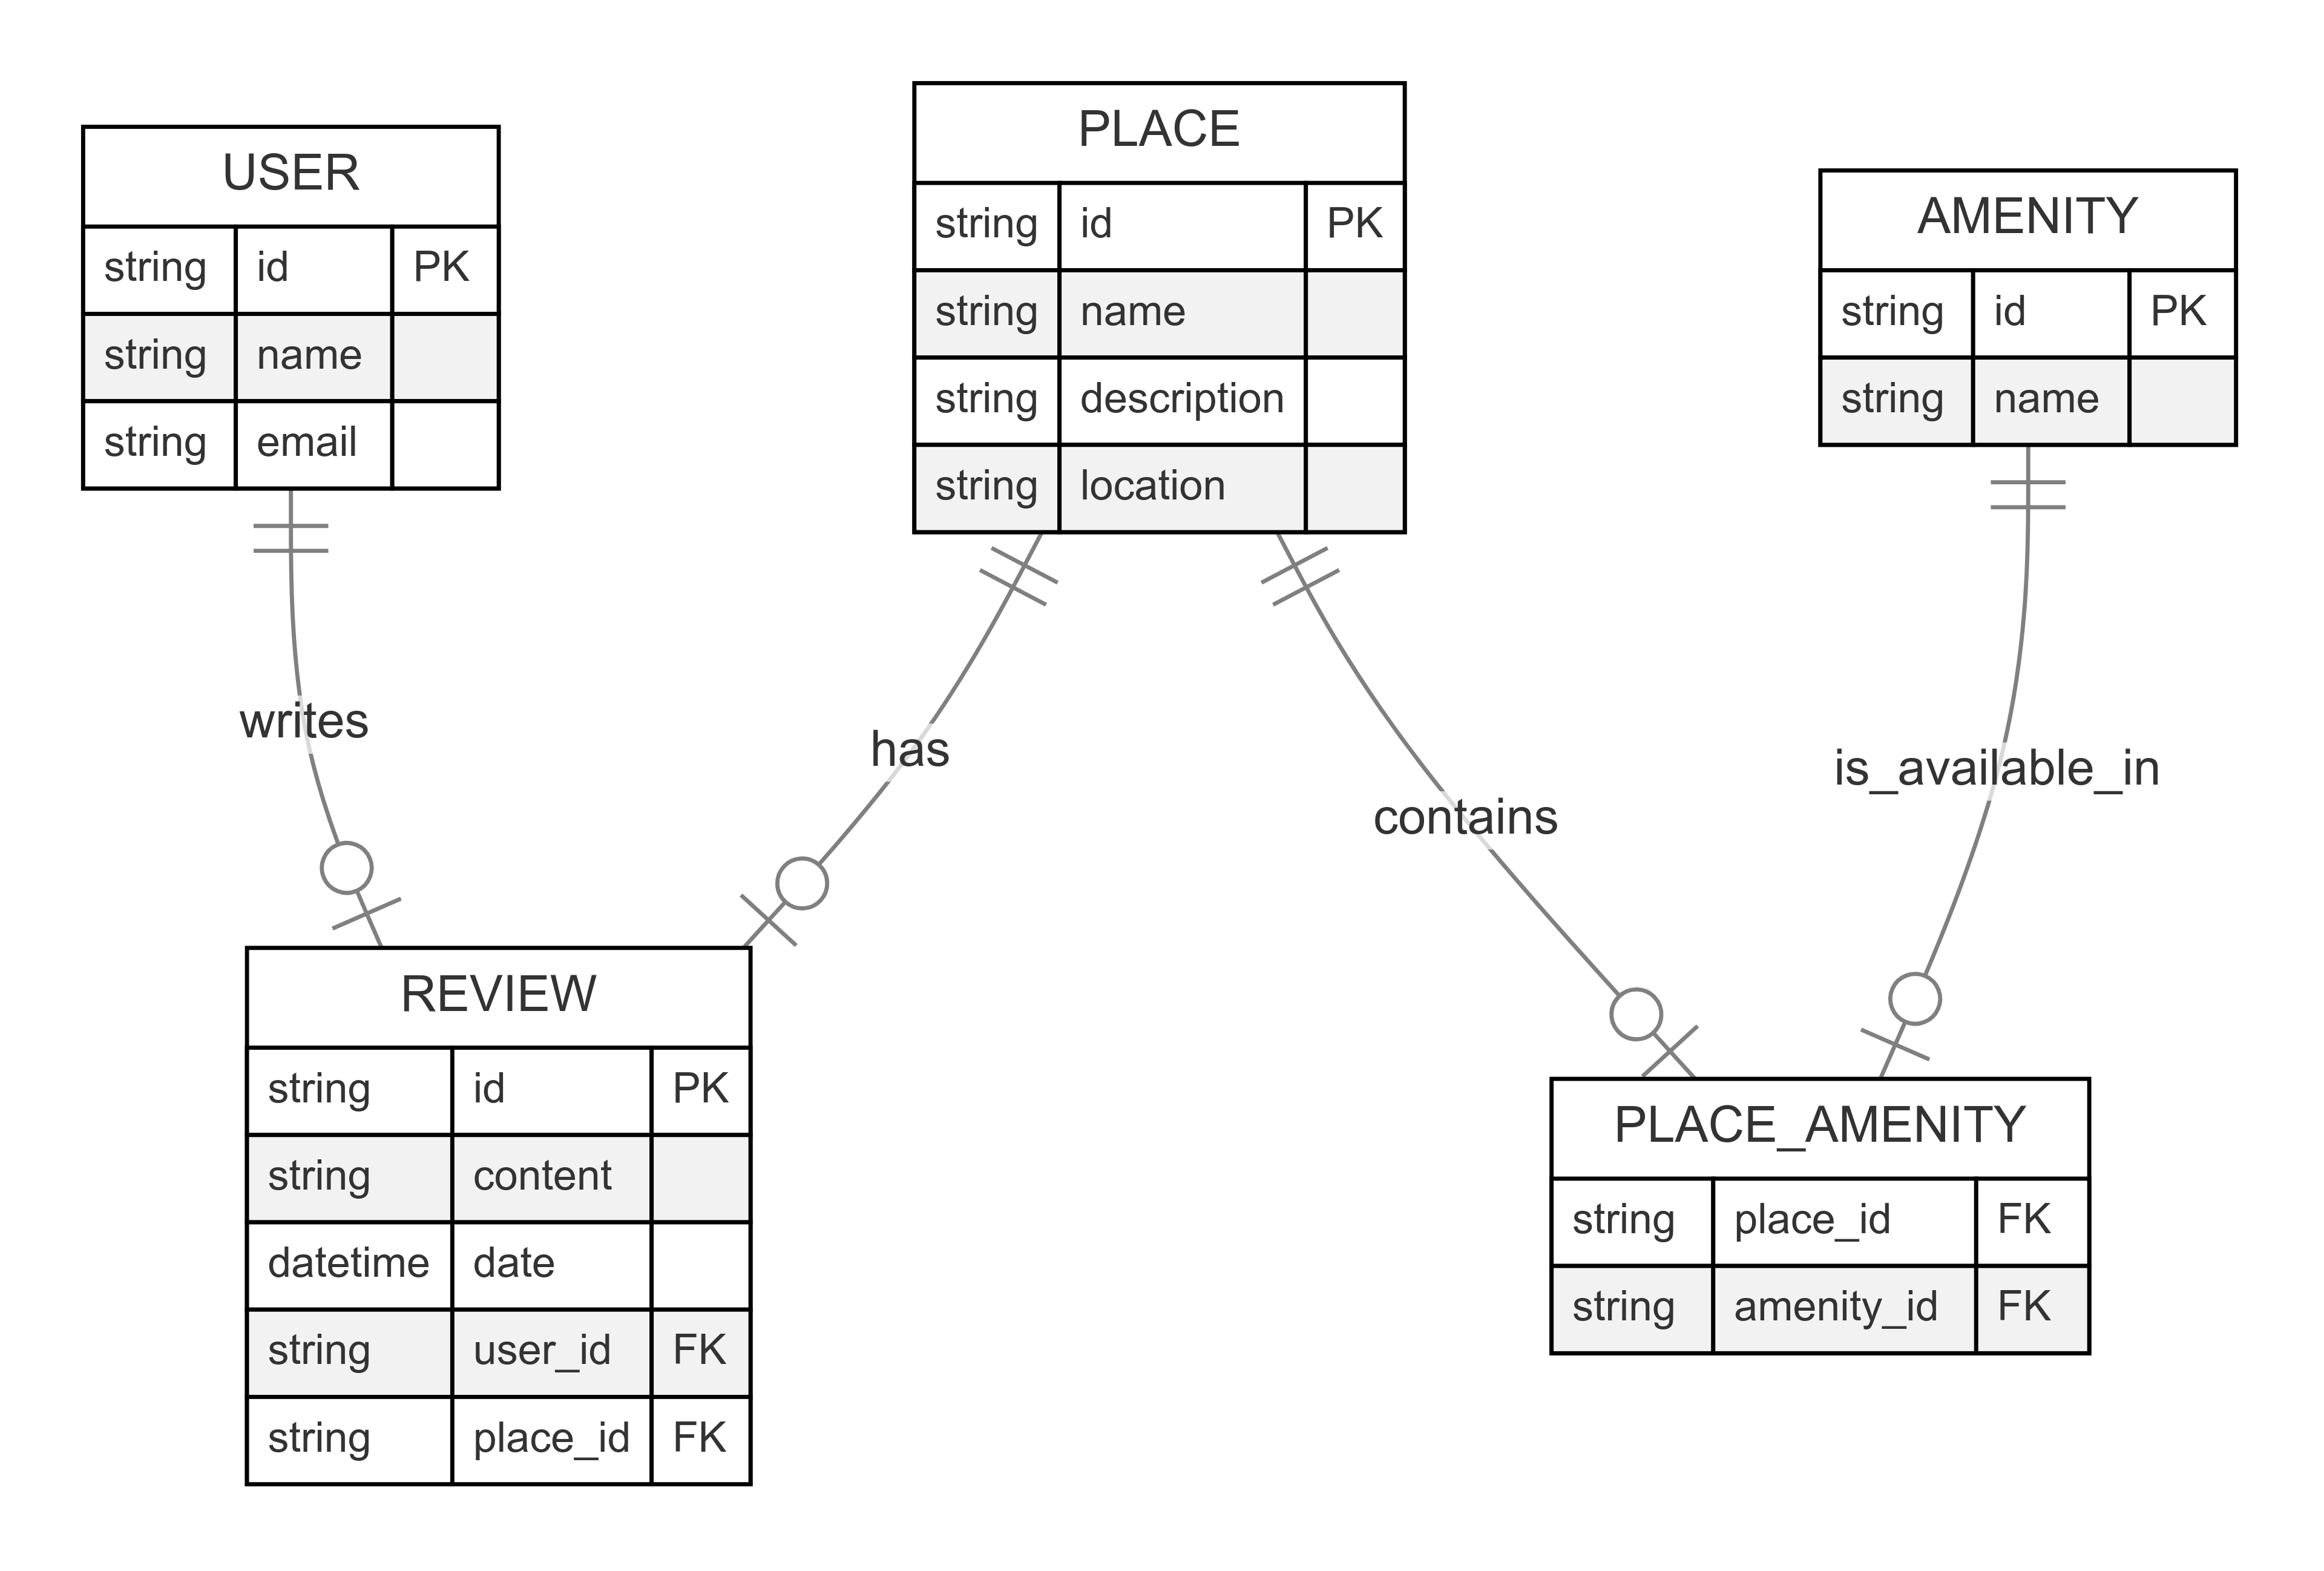 USER
string id PK
string name
string email
PLACE
string id PK
string name
string description
string location
AMENITY
string id PK
string name
writes
has
contains
is_available_in
REVIEW
string id PK
string content
datetime date
string user_id FK
string place_id FK
PLACE_AMENITY
string place_id FK
string amenity_id FK